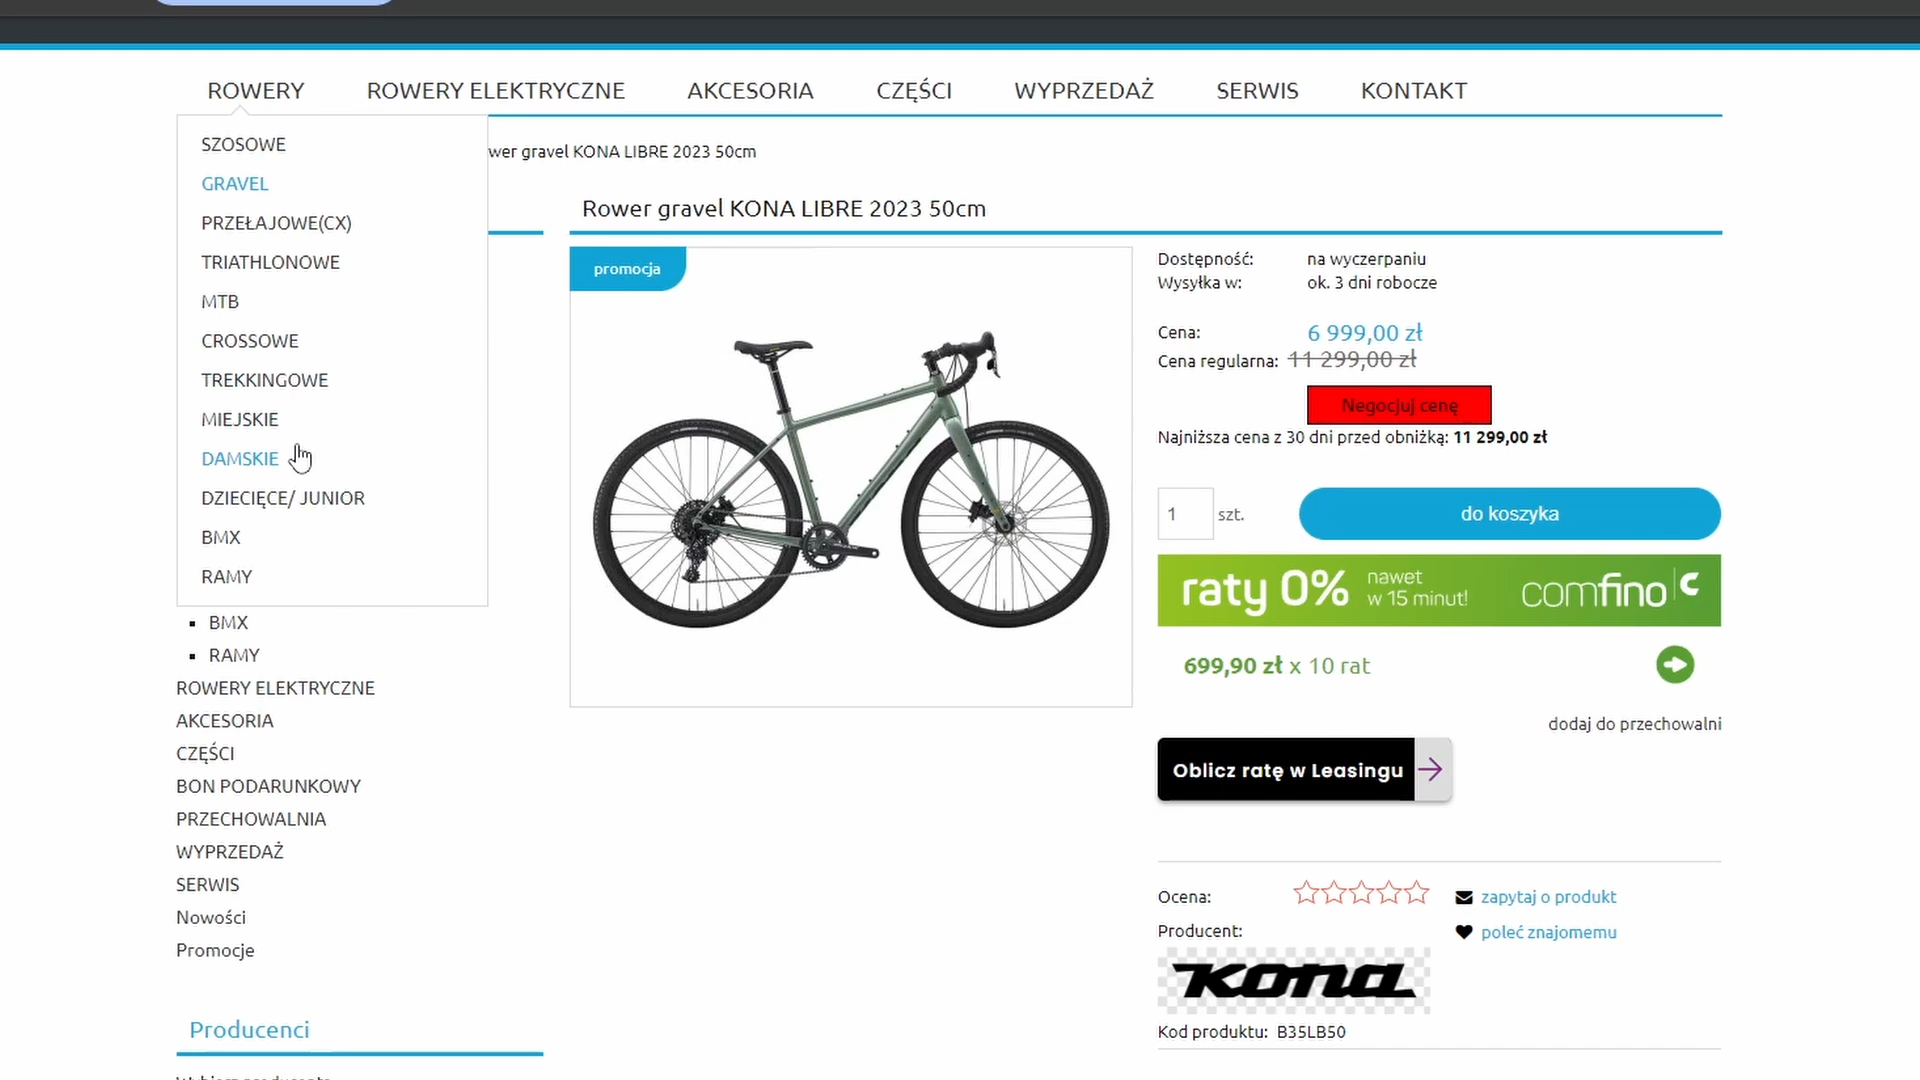 ROWERY ROWERY ELEKTRYCZNE AKCESORIA CZĘŚCI WYPRZEDAŻ SERWIS KONTAKT
SZOSOWE
GRAVEL
PRZEŁAJOWE(CX)
TRIATHLONOWE
MTB
CROSSOWE
TREKKINGOWE
MIEJSKIE
DAMSKIE
DZIECIĘCE/ JUNIOR
BMX
RAMY
BMX
RAMY
ROWERY ELEKTRYCZNE
AKCESORIA
CZĘŚCI
BON PODARUNKOWY
PRZECHOWALNIA
WYPRZEDAŻ
SERWIS
Nowości
Promocje
Producenci
wer gravel KONA LIBRE 2023 50cm
Rower gravel KONA LIBRE 2023 50cm
promocja
Dostępność: na wyczerpaniu
Wysyłka w: ok. 3 dni robocze
Cena: 6 999,00 zł
Cena regularna: 11 299,00 zł
Negocjuj cenę
Najniższa cena z 30 dni przed obniżką: 11 299,00 zł
1 szt. do koszyka
raty 0% nawet w 15 minut! comfino
699,90 zł x 10 rat
dodaj do przechowalni
Oblicz ratę w Leasingu
Ocena: zapytaj o produkt
Producent: poleć znajomemu
kona
Kod produktu: B35LB50